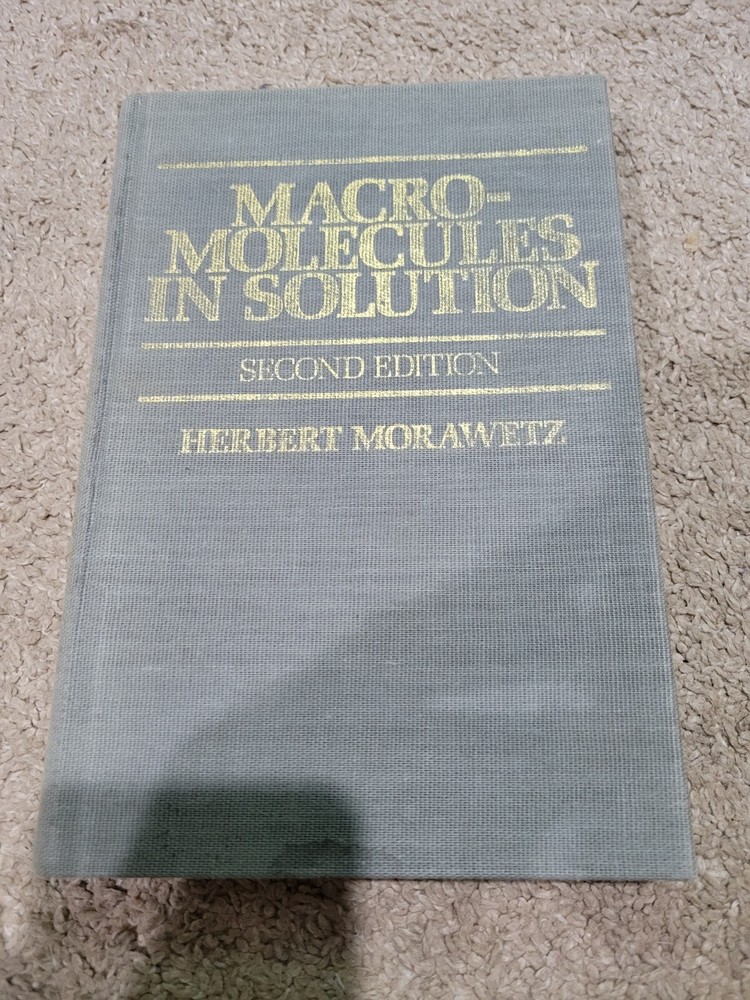 MACRO-
MOLECULES
IN SOLUTION
SECOND EDITION
HERBERT MORAWETZ